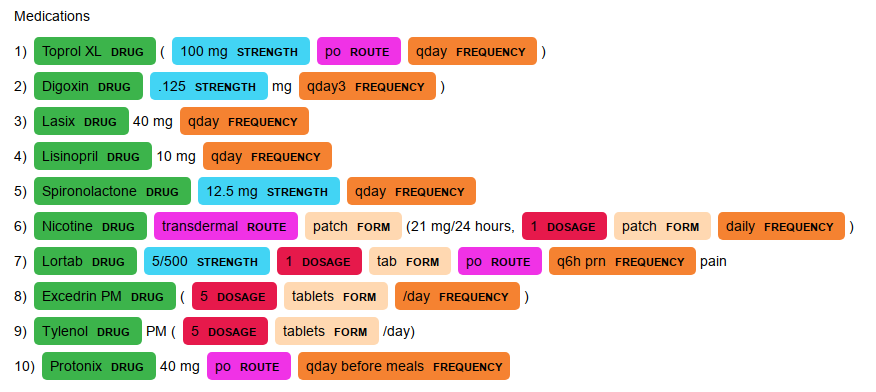 Medications
1) Toprol XL DRUG ( 100 mg STRENGTH po ROUTE qday FREQUENCY )
2) Digoxin DRUG .125 STRENGTH mg qday3 FREQUENCY )
3) Lasix DRUG 40 mg qday FREQUENCY
4) Lisinopril DRUG 10 mg qday FREQUENCY
5) Spironolactone DRUG 12.5 mg STRENGTH qday FREQUENCY
6) Nicotine DRUG transdermal ROUTE patch FORM (21 mg/24 hours, 1 DOSAGE patch FORM daily FREQUENCY )
7) Lortab DRUG 5/500 STRENGTH 1 DOSAGE tab FORM po ROUTE q6h prn FREQUENCY pain
8) Excedrin PM DRUG ( 5 DOSAGE tablets FORM /day FREQUENCY )
9) Tylenol DRUG PM ( 5 DOSAGE tablets FORM /day)
10) Protonix DRUG 40 mg po ROUTE qday before meals FREQUENCY